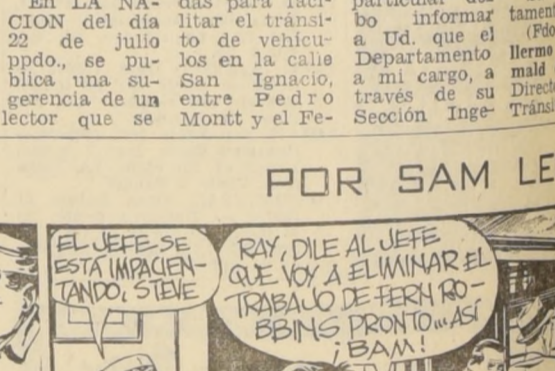 En LA NA-
CION del día
22 de julio
ppdo., se pu-
blica una su-
gerencia de un
lector que se
das para faci-
litar el tránsi-
to de vehícu-
los en la calle
San Ignacio,
entre Pedro
Montt y el Fe-
bo informar
a Ud. que el
Departamento
a mi cargo, a
través de su
Sección Inge-
(Fdo
llermo
mald
Direct
Tránsi
POR SAM LE
EL JEFE SE
ESTÁ IMPACIEN-
TANDO, STEVE
RAY, DILE AL JEFE
QUE VOY A ELIMINAR EL
TRABAJO DE FERN RO-
BBINS PRONTO... ASÍ
¡BAM!